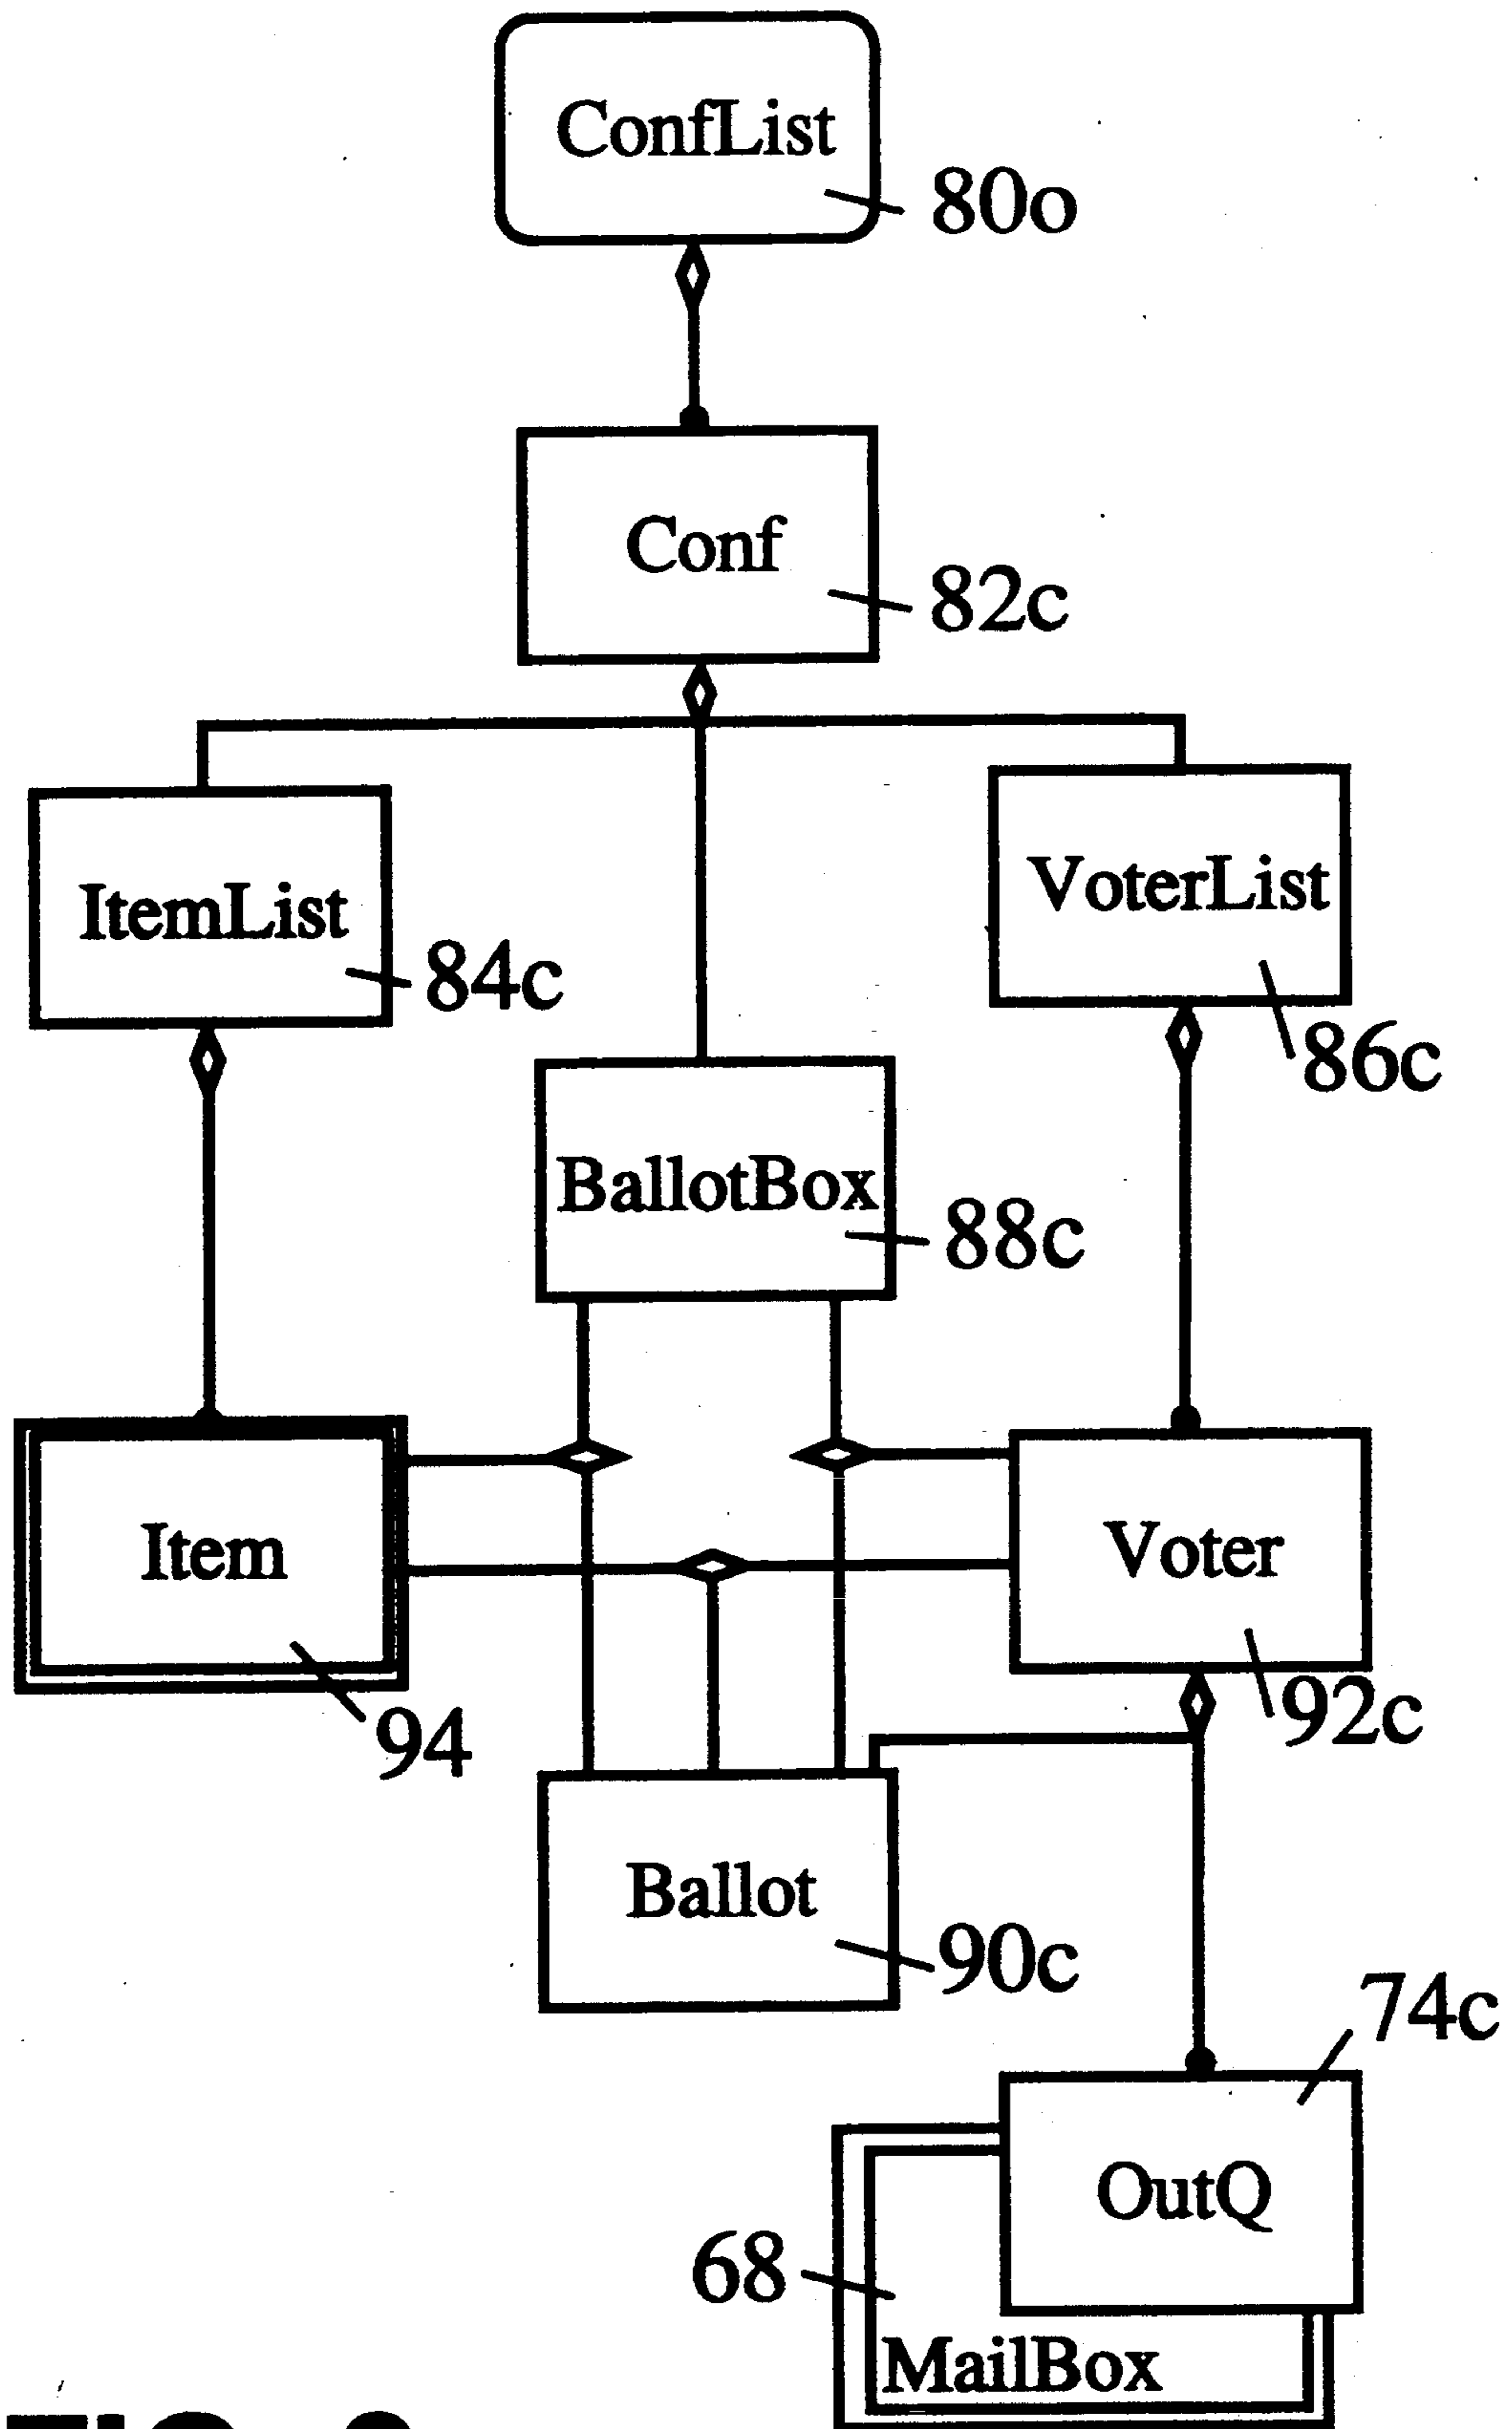 ConfList
80o
Conf
82c
ItemList
84c
VoterList
86c
BallotBox
88c
Item
94
Voter
92c
Ballot
90c
74c
OutQ
68
MailBox